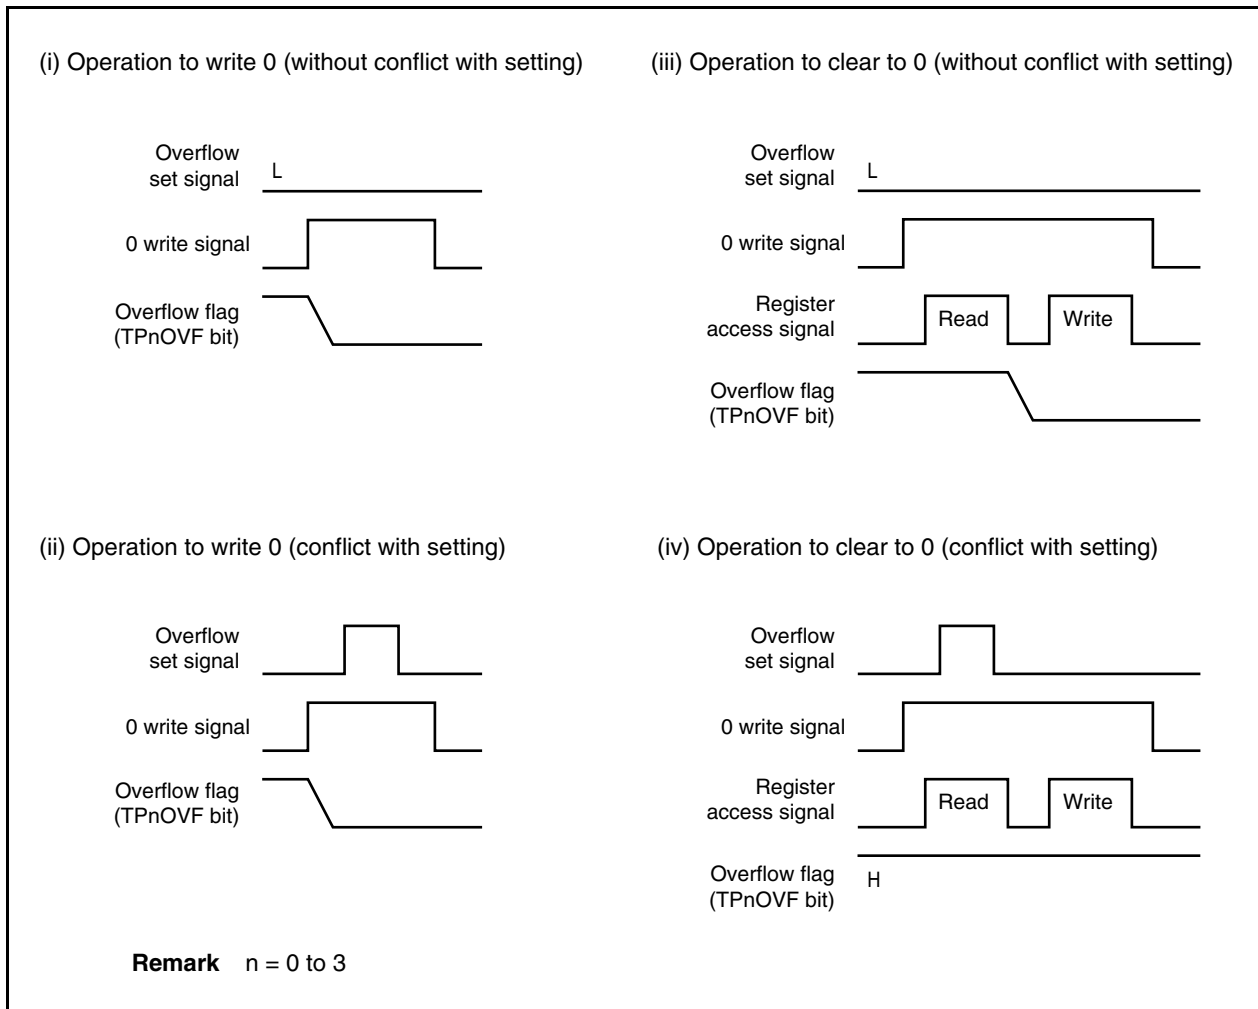 (i) Operation to write 0 (without conflict with setting)
Overflow
set signal
L
0 write signal
Overflow flag
(TPnOVF bit)
(iii) Operation to clear to 0 (without conflict with setting)
Overflow
set signal
L
0 write signal
Register
access signal
Read
Write
Overflow flag
(TPnOVF bit)
(ii) Operation to write 0 (conflict with setting)
Overflow
set signal
0 write signal
Overflow flag
(TPnOVF bit)
(iv) Operation to clear to 0 (conflict with setting)
Overflow
set signal
0 write signal
Register
access signal
Read
Write
Overflow flag
(TPnOVF bit)
H
Remark n = 0 to 3